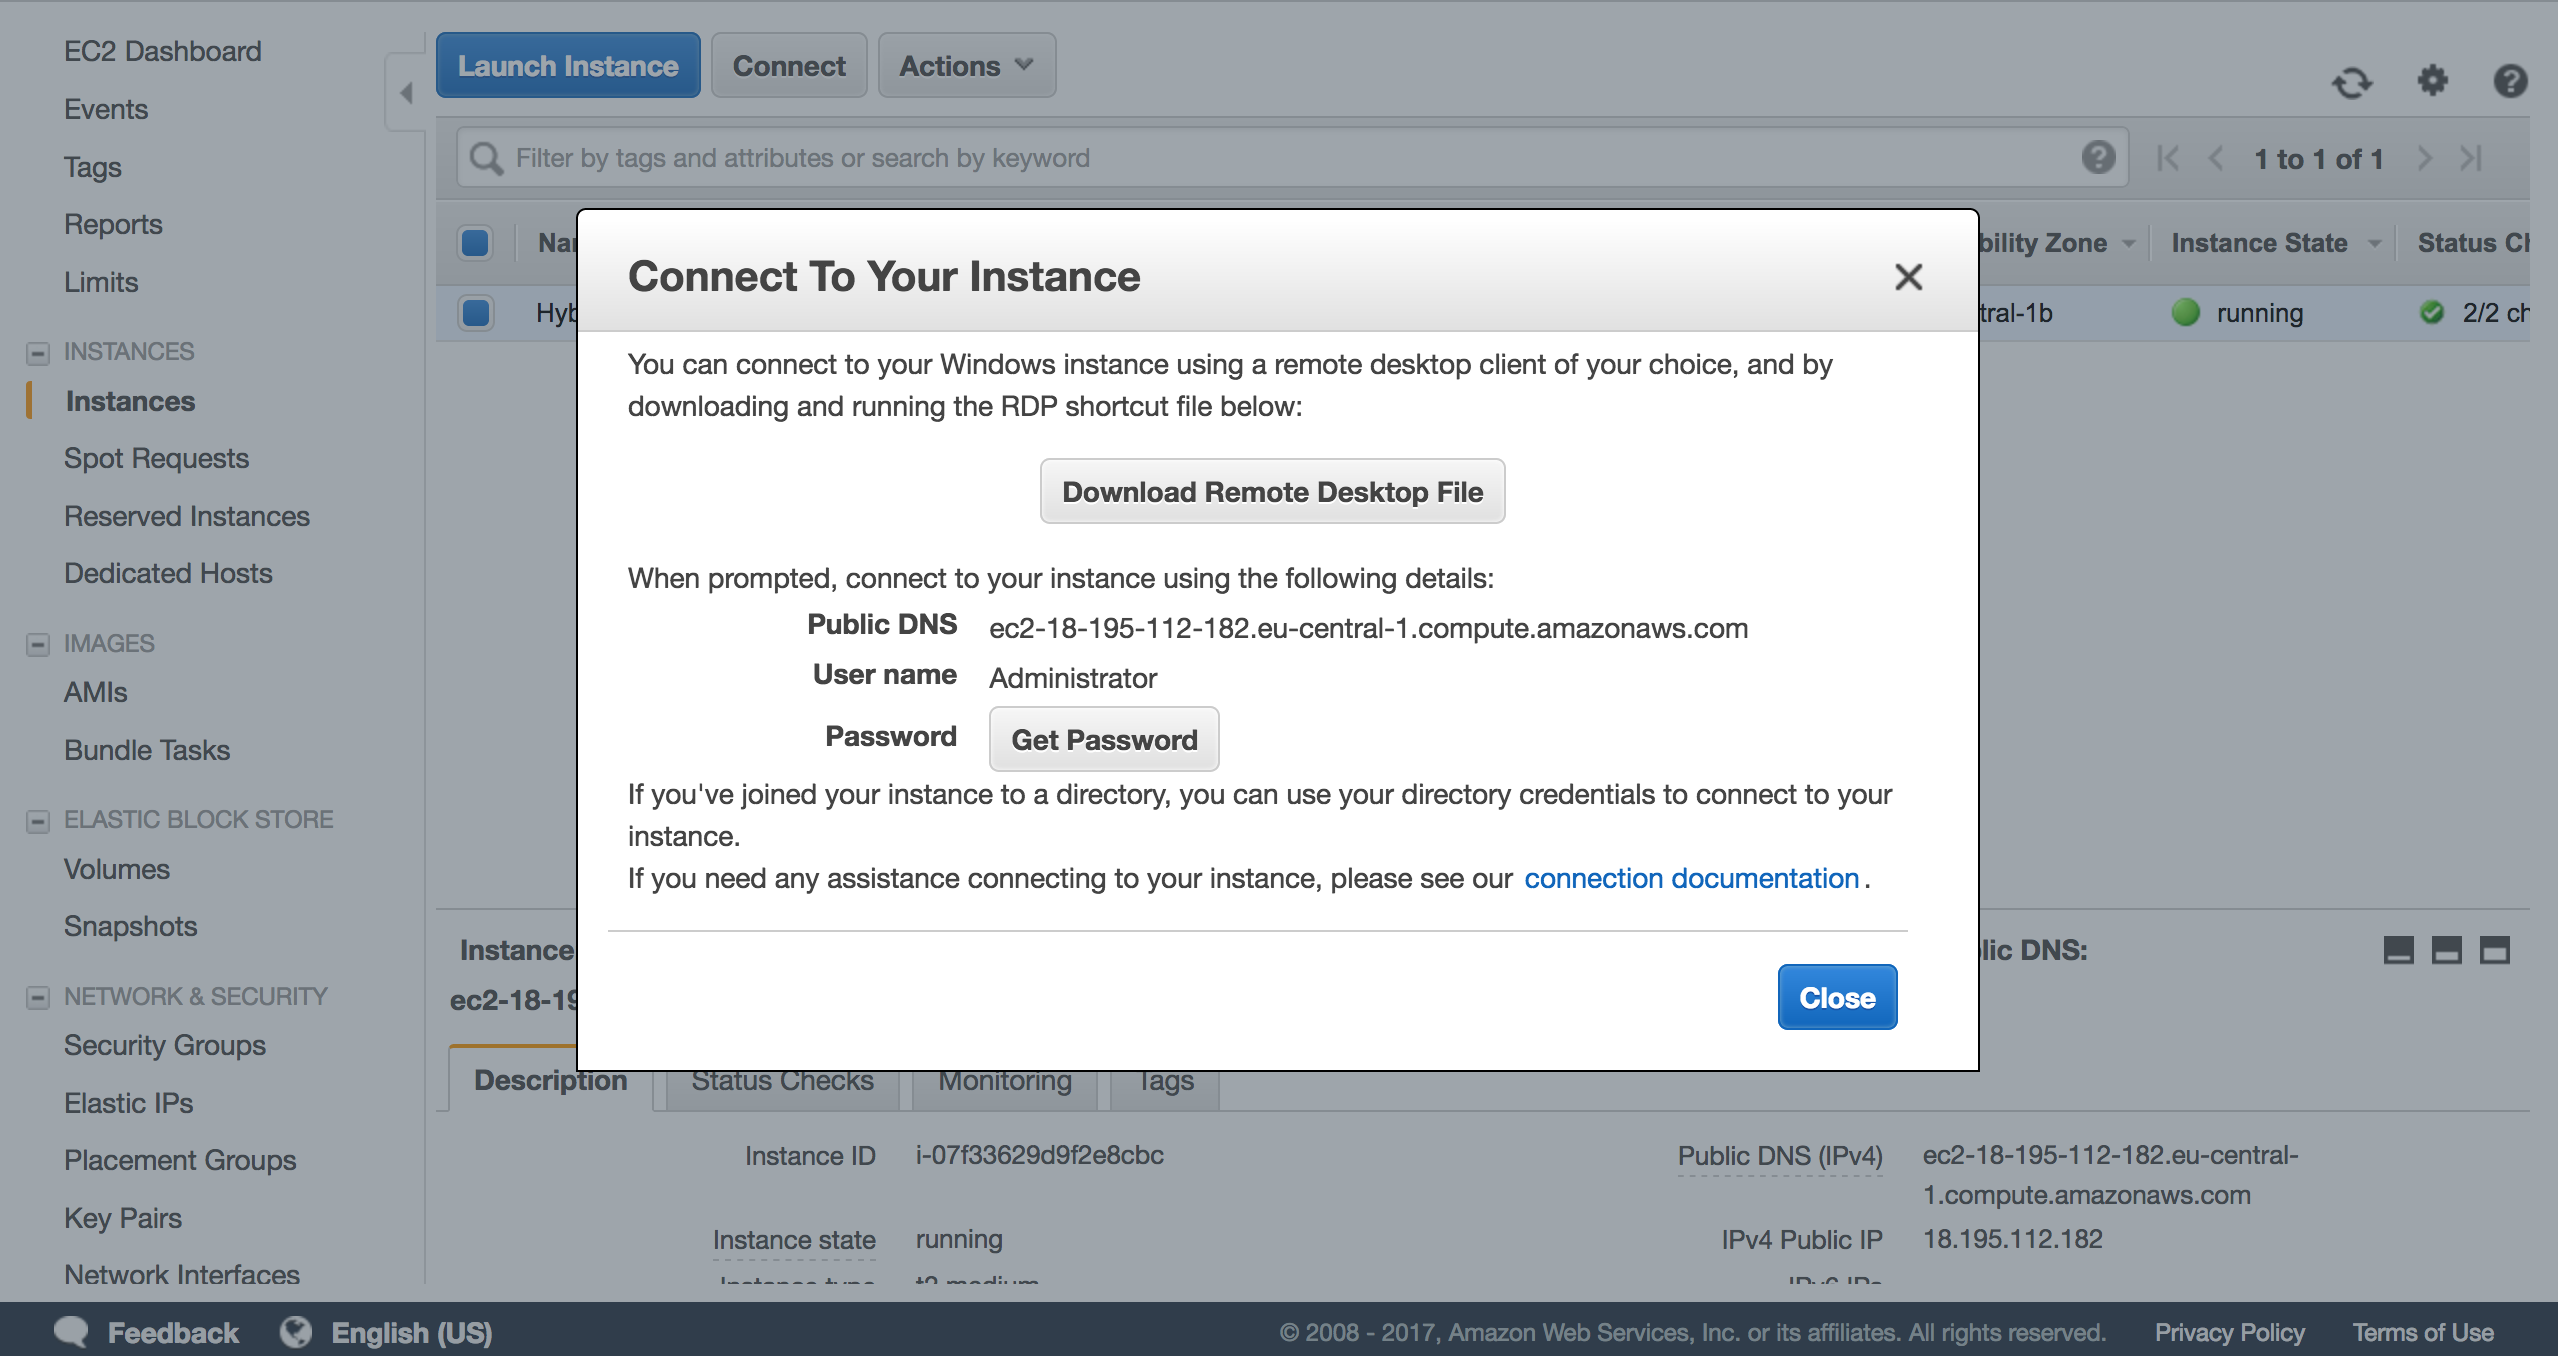 EC2 Dashboard
Events
Tags
Reports
Limits
INSTANCES
Instances
Spot Requests
Reserved Instances
Dedicated Hosts
IMAGES
AMIs
Bundle Tasks
ELASTIC BLOCK STORE
Volumes
Snapshots
NETWORK & SECURITY
Security Groups
Elastic IPs
Placement Groups
Key Pairs
Network Interfaces
Launch Instance Connect Actions
Filter by tags and attributes or search by keyword
1 to 1 of 1
Nar bility Zone Instance State Status Ch
Hyb tral-1b running 2/2 ch
Connect To Your Instance
You can connect to your Windows instance using a remote desktop client of your choice, and by
downloading and running the RDP shortcut file below:
Download Remote Desktop File
When prompted, connect to your instance using the following details:
Public DNS ec2-18-195-112-182.eu-central-1.compute.amazonaws.com
User name Administrator
Password Get Password
If you've joined your instance to a directory, you can use your directory credentials to connect to your
instance.
If you need any assistance connecting to your instance, please see our connection documentation.
Close
Instance lic DNS:
ec2-18-19
Description Status Checks Monitoring Tags
Instance ID i-07f33629d9f2e8cbc
Public DNS (IPv4) ec2-18-195-112-182.eu-central-
1.compute.amazonaws.com
Instance state running
IPv4 Public IP 18.195.112.182
Instance type t2.medium
IPv6 IPs
Feedback English (US)
© 2008 - 2017, Amazon Web Services, Inc. or its affiliates. All rights reserved. Privacy Policy Terms of Use